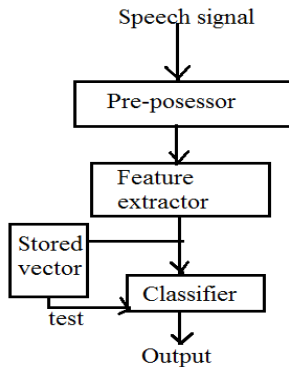 Speech signal
Pre-posessor
Feature
extractor
Stored
vector
Classifier
test
Output